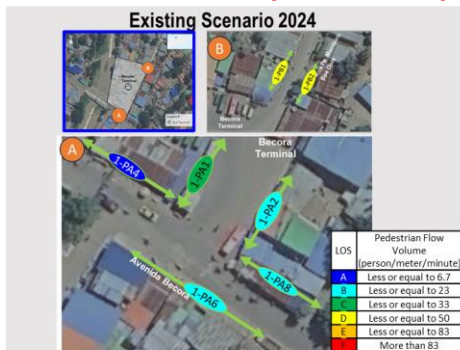 Existing Scenario 2024
Becora
Terminal
B
A
B
1-PB1
1-PB2
Becora
Terminal
A
Becora
Terminal
1-PA4
1-PA1
1-PA2
1-PA8
1-PA6
Avenida Becora
LOS
Pedestrian Flow
Volume
(person/meter/minute)
A Less or equal to 6.7
B Less or equal to 23
C Less or equal to 33
D Less or equal to 50
E Less or equal to 83
F More than 83